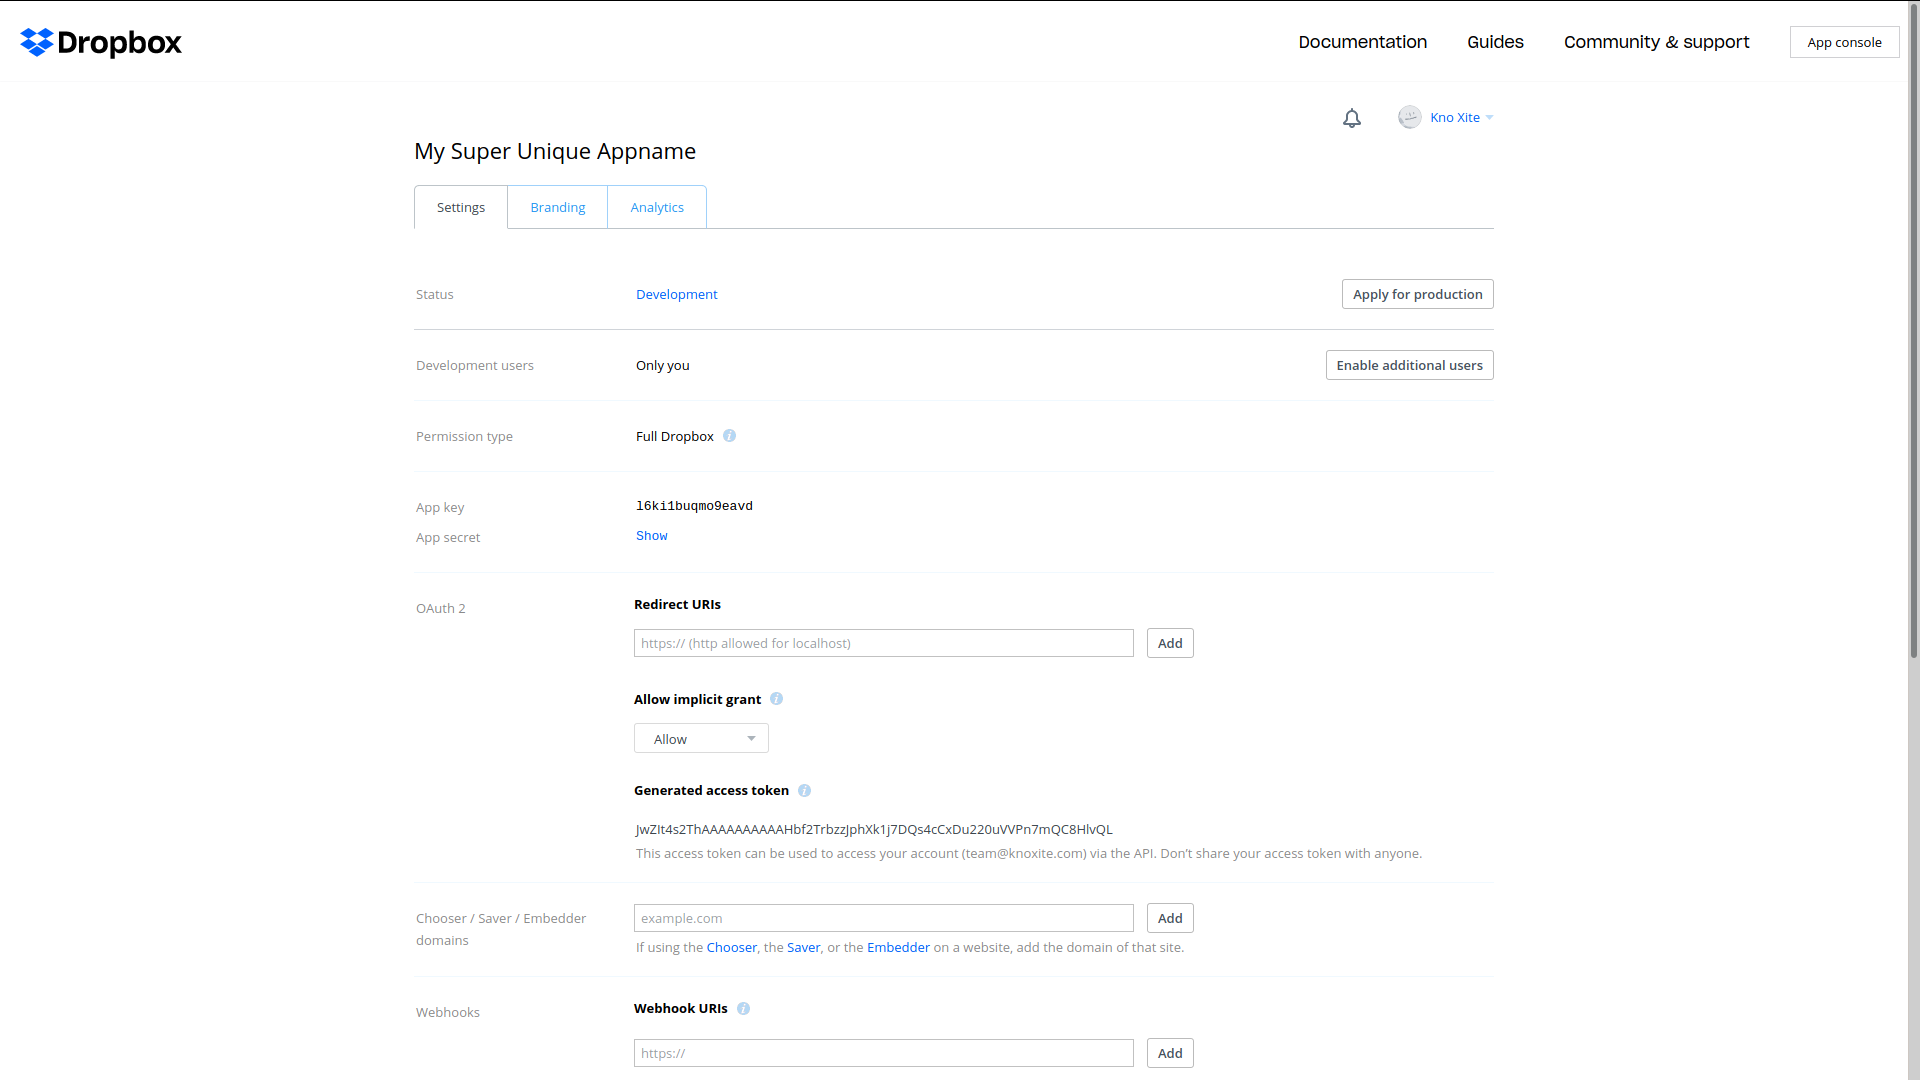 Dropbox
Documentation Guides Community & support App console
Kno Xite
My Super Unique Appname
Settings Branding Analytics
Status Development Apply for production
Development users Only you Enable additional users
Permission type Full Dropbox
App key l6ki1buqmo9eavd
App secret Show
OAuth 2 Redirect URIs
https:// (http allowed for localhost) Add
Allow implicit grant
Allow
Generated access token
JwZIt4s2ThAAAAAAAAAAHbf2TrbzzJphXk1j7DQs4cCxDu220uVVPn7mQC8HlvQL
This access token can be used to access your account (team@knoxite.com) via the API. Don't share your access token with anyone.
Chooser / Saver / Embedder domains
example.com Add
If using the Chooser, the Saver, or the Embedder on a website, add the domain of that site.
Webhooks Webhook URIs
https:// Add